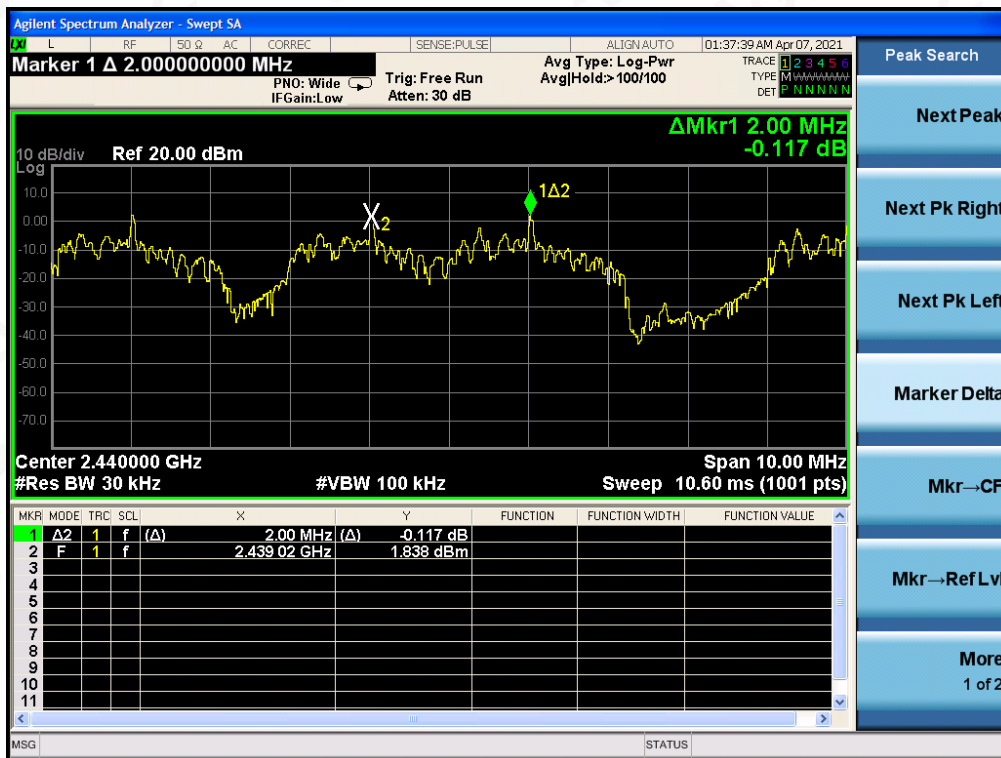 Agilent Spectrum Analyzer - Swept SA
LXI L RF 50 Ω AC CORREC SENSE:PULSE ALIGN AUTO 01:37:39 AM Apr 07, 2021
Marker 1 Δ 2.000000000 MHz
PNO: Wide
IFGain:Low
Trig: Free Run
Atten: 30 dB
Avg Type: Log-Pwr
Avg|Hold:>100/100
TRACE 1 2 3 4 5 6
TYPE M
DET P N N N N N
ΔMkr1 2.00 MHz
-0.117 dB
10 dB/div Ref 20.00 dBm
Log
10.0
0.00
-10.0
-20.0
-30.0
-40.0
-50.0
-60.0
-70.0
X2
1Δ2
Center 2.440000 GHz Span 10.00 MHz
#Res BW 30 kHz #VBW 100 kHz Sweep 10.60 ms (1001 pts)
MKR MODE TRC SCL X Y FUNCTION FUNCTION WIDTH FUNCTION VALUE
1 Δ2 1 f (Δ) 2.00 MHz (Δ) -0.117 dB
2 F 1 f 2.439 02 GHz 1.838 dBm
3
4
5
6
7
8
9
10
11
MSG STATUS
Peak Search
Next Peak
Next Pk Right
Next Pk Left
Marker Delta
Mkr→CF
Mkr→Ref Lvl
More
1 of 2